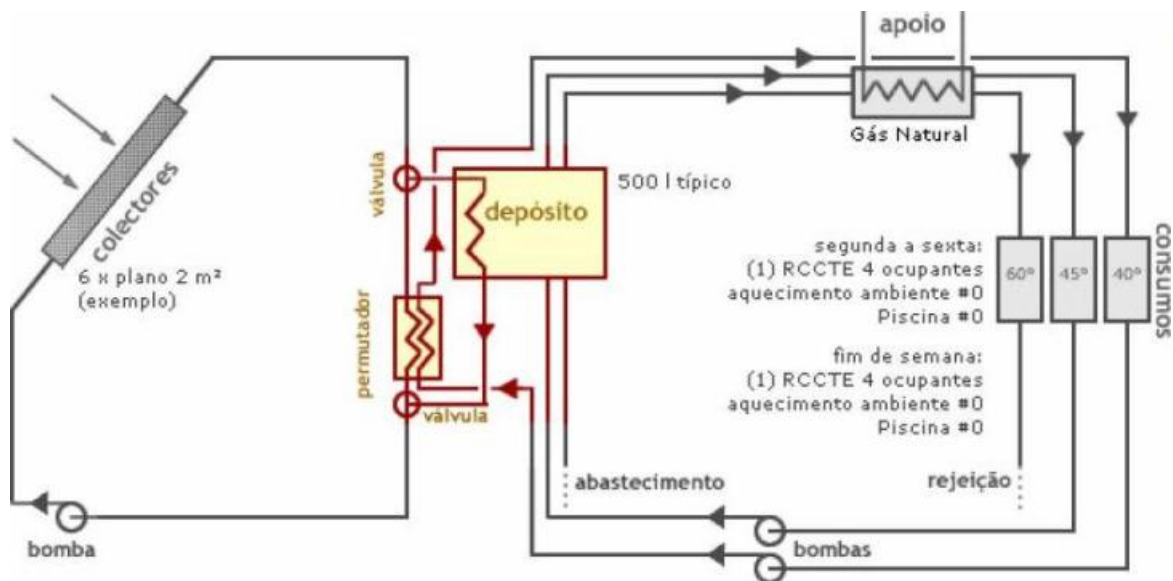 apoio
Gás Natural
colectores
6 x plano 2 m²
(exemplo)
válvula
depósito
500 l típico
permutador
válvula
segunda a sexta:
(1) RCCTE 4 ocupantes
aquecimento ambiente #0
Piscina #0
fim de semana:
(1) RCCTE 4 ocupantes
aquecimento ambiente #0
Piscina #0
60º
45º
40º
consumos
abastecimento
rejeição
bomba
bombas